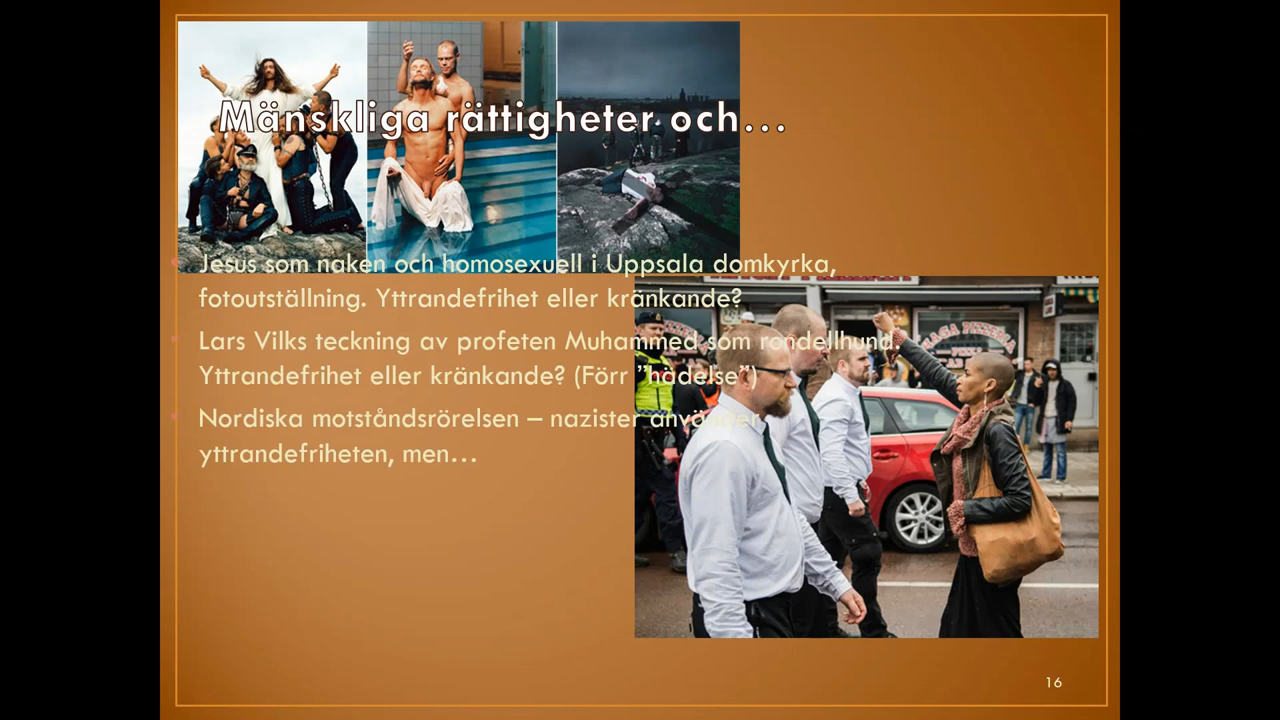 Mänskliga rättigheter och…
Jesus som naken och homosexuell i Uppsala domkyrka,
fotoutställning. Yttrandefrihet eller kränkande?
Lars Vilks teckning av profeten Muhammed som rondellhund.
Yttrandefrihet eller kränkande? (Förr ”hädelse”)
Nordiska motståndsrörelsen – nazister använder
yttrandefriheten, men…
16